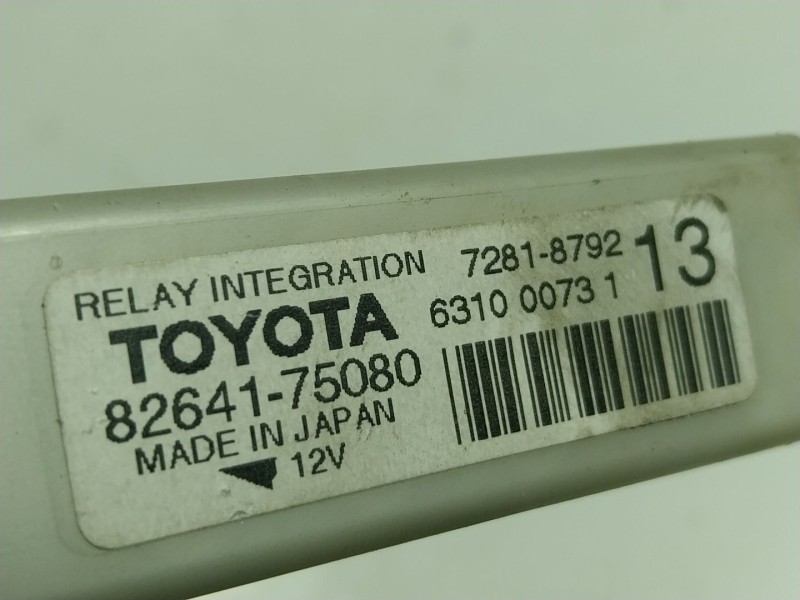 RELAY INTEGRATION 7281-8792 13
TOYOTA 6310 0073 1
82641-75080
MADE IN JAPAN
12V